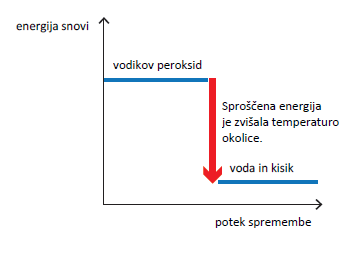 energija snovi
vodikov peroksid
Sproščena energija
je zvišala temperaturo
okolice.
voda in kisik
potek spremembe